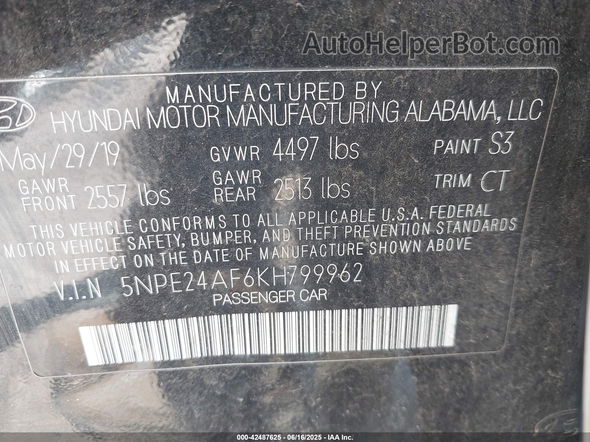 AutoHelperBot.com
MANUFACTURED BY
HYUNDAI MOTOR MANUFACTURING ALABAMA, LLC
May/29/19 GVWR 4497 lbs PAINT S3
GAWR FRONT 2557 lbs GAWR REAR 2513 lbs TRIM CT
THIS VEHICLE CONFORMS TO ALL APPLICABLE U.S.A. FEDERAL
MOTOR VEHICLE SAFETY, BUMPER, AND THEFT PREVENTION STANDARDS
IN EFFECT ON THE DATE OF MANUFACTURE SHOWN ABOVE
V.I.N 5NPE24AF6KH799962
PASSENGER CAR
000-42487625 - 06/16/2025 - IAA Inc.